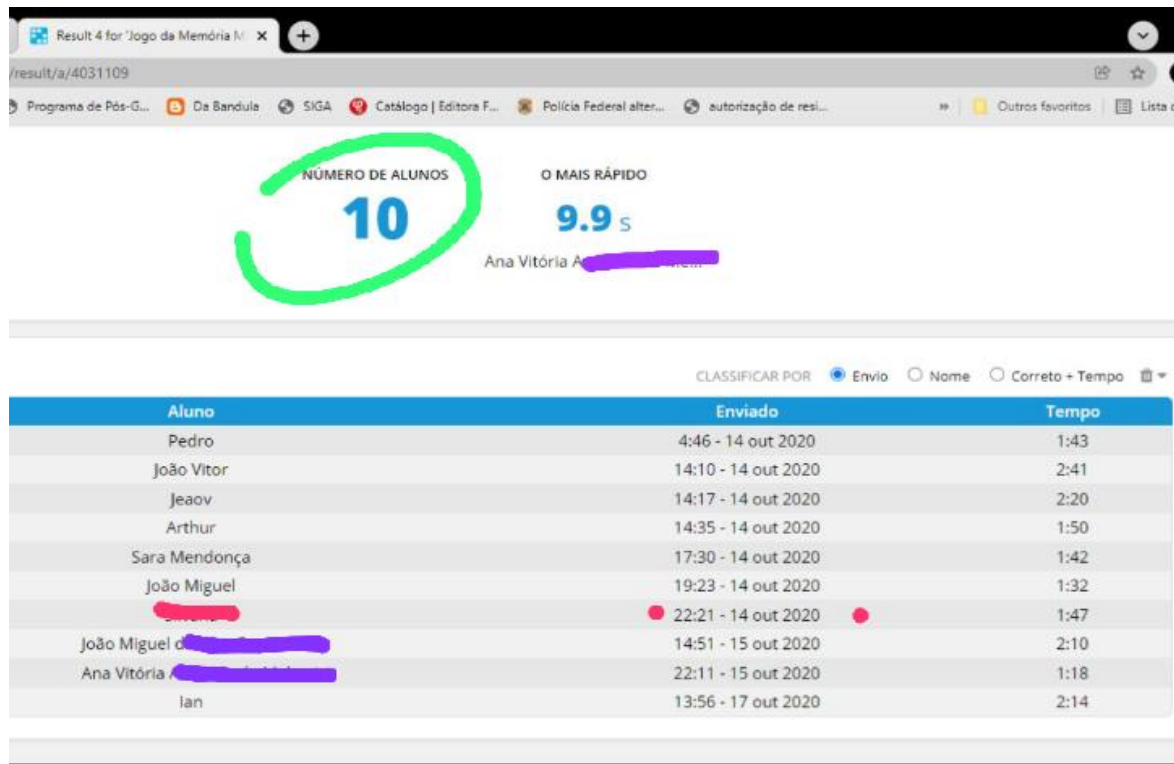 Result 4 for 'Jogo da Memória M
/result/a/4031109
Programa de Pós-G... Da Bandula SIGA Catálogo | Editora F... Polícia Federal alter... autorização de resi... » Outros favoritos Lista
NÚMERO DE ALUNOS O MAIS RÁPIDO
10 9.9 s
Ana Vitória A
CLASSIFICAR POR Envio Nome Correto + Tempo
Aluno Enviado Tempo
Pedro 4:46 - 14 out 2020 1:43
João Vitor 14:10 - 14 out 2020 2:41
Jeaov 14:17 - 14 out 2020 2:20
Arthur 14:35 - 14 out 2020 1:50
Sara Mendonça 17:30 - 14 out 2020 1:42
João Miguel 19:23 - 14 out 2020 1:32
22:21 - 14 out 2020 1:47
João Miguel d 14:51 - 15 out 2020 2:10
Ana Vitória 22:11 - 15 out 2020 1:18
Ian 13:56 - 17 out 2020 2:14